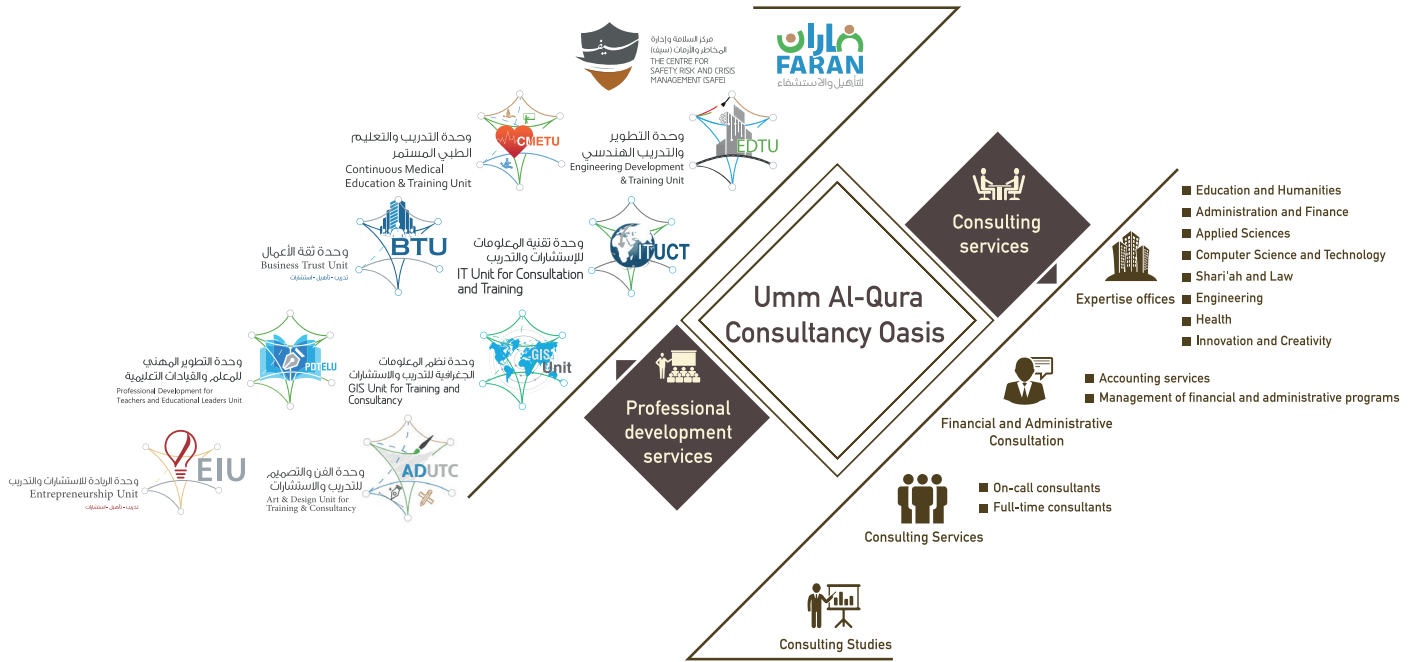 سيف
مركز السلامة وإدارة
المخاطر والأزمات (سيف)
THE CENTRE FOR
SAFETY, RISK AND CRISIS
MANAGEMENT (SAFE)
فاران
FARAN
للتأهيل والاستشفاء
وحدة التدريب والتعليم
الطبي المستمر
Continuous Medical
Education & Training Unit
CMETU
وحدة التطوير
والتدريب الهندسي
Engineering Development
& Training Unit
EDTU
وحدة ثقة الأعمال
Business Trust Unit
تدريب - تأهيل - استشارات
BTU
وحدة تقنية المعلومات
للإستشارات والتدريب
IT Unit for Consultation
and Training
ITUCT
وحدة التطوير المهني
للمعلم والقيادات التعليمية
Professional Development for
Teachers and Educational Leaders Unit
PDTELU
وحدة نظم المعلومات
الجغرافية للتدريب والاستشارات
GIS Unit for Training and
Consultancy
GIS
Unit
وحدة الريادة للاستشارات والتدريب
Entrepreneurship Unit
تدريب - تأهيل - استشارات
EIU
وحدة الفن والتصميم
للتدريب والاستشارات
Art & Design Unit for
Training & Consultancy
ADUTC
Umm Al-Qura
Consultancy Oasis
Professional
development
services
Consulting
services
Expertise offices
Education and Humanities
Administration and Finance
Applied Sciences
Computer Science and Technology
Shari'ah and Law
Engineering
Health
Innovation and Creativity
Financial and Administrative
Consultation
Accounting services
Management of financial and administrative programs
Consulting Services
On-call consultants
Full-time consultants
Consulting Studies